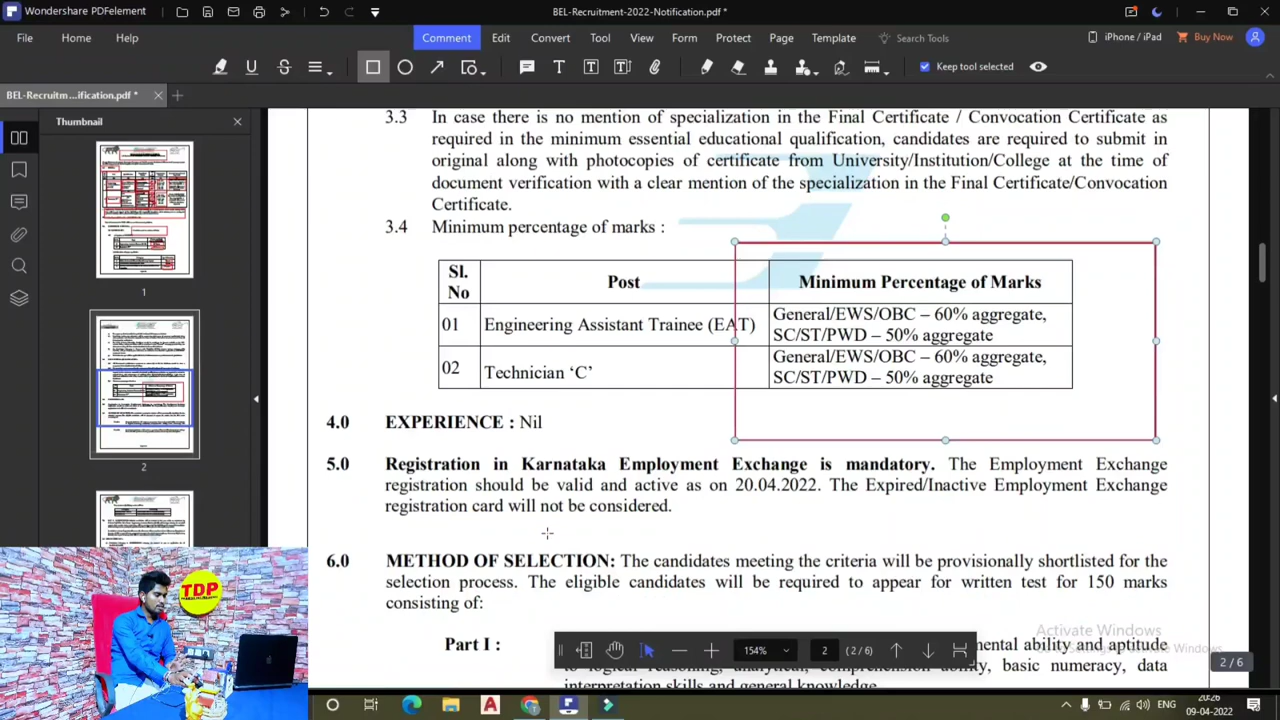 Wondershare PDFelement
BEL-Recruitment-2022-Notification.pdf *
File Home Help Comment Edit Convert Tool View Form Protect Page Template Search Tools iPhone / iPad Buy Now
Keep tool selected
BEL-Recruitm...ification.pdf *
Thumbnail
1
2
3.3 In case there is no mention of specialization in the Final Certificate / Convocation Certificate as
required in the minimum essential educational qualification, candidates are required to submit in
original along with photocopies of certificate from University/Institution/College at the time of
document verification with a clear mention of the specialization in the Final Certificate/Convocation
Certificate.
3.4 Minimum percentage of marks :
Sl. No Post Minimum Percentage of Marks
01 Engineering Assistant Trainee (EAT) General/EWS/OBC – 60% aggregate,
SC/ST/PWD – 50% aggregate
02 Technician ‘C’ General/EWS/OBC – 60% aggregate,
SC/ST/PWD – 50% aggregate
4.0 EXPERIENCE : Nil
5.0 Registration in Karnataka Employment Exchange is mandatory. The Employment Exchange
registration should be valid and active as on 20.04.2022. The Expired/Inactive Employment Exchange
registration card will not be considered.
6.0 METHOD OF SELECTION: The candidates meeting the criteria will be provisionally shortlisted for the
selection process. The eligible candidates will be required to appear for written test for 150 marks
consisting of:
Part I : mental ability and aptitude
basic numeracy, data
interpretation skills and general knowledge
154% 2 (2/6)
Activate Windows
2 / 6
TDP
ENG
20:26
09-04-2022